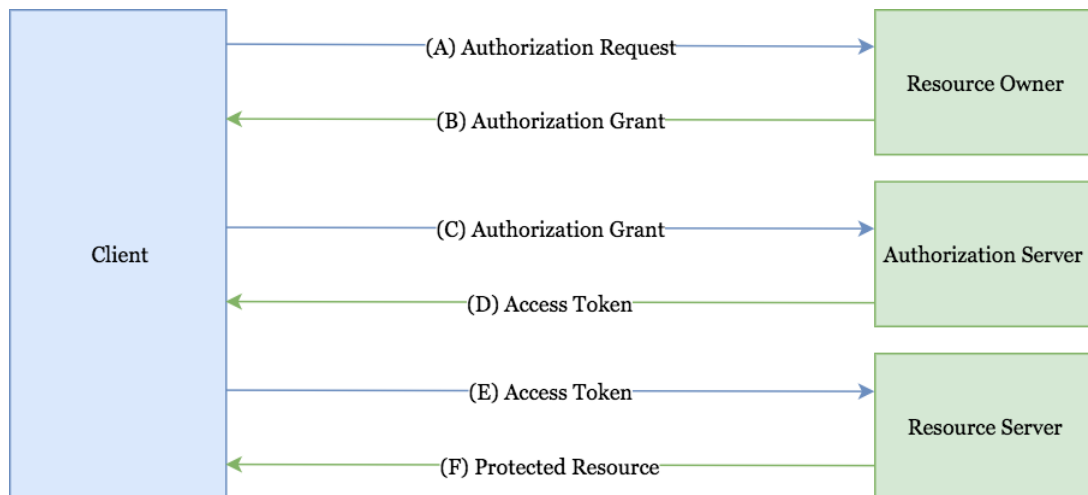 (A) Authorization Request
Resource Owner
(B) Authorization Grant
(C) Authorization Grant
Client
Authorization Server
(D) Access Token
(E) Access Token
Resource Server
(F) Protected Resource